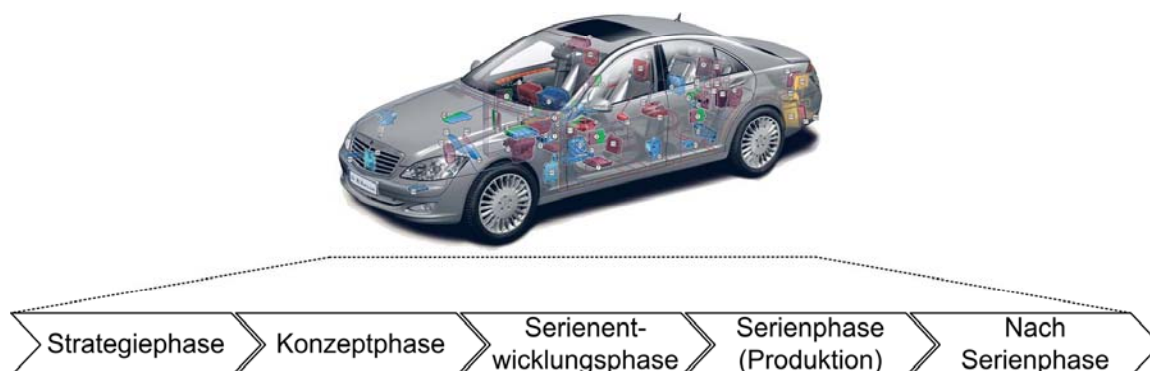 Strategiephase
Konzeptphase
Serienent-
wicklungsphase
Serienphase
(Produktion)
Nach
Serienphase